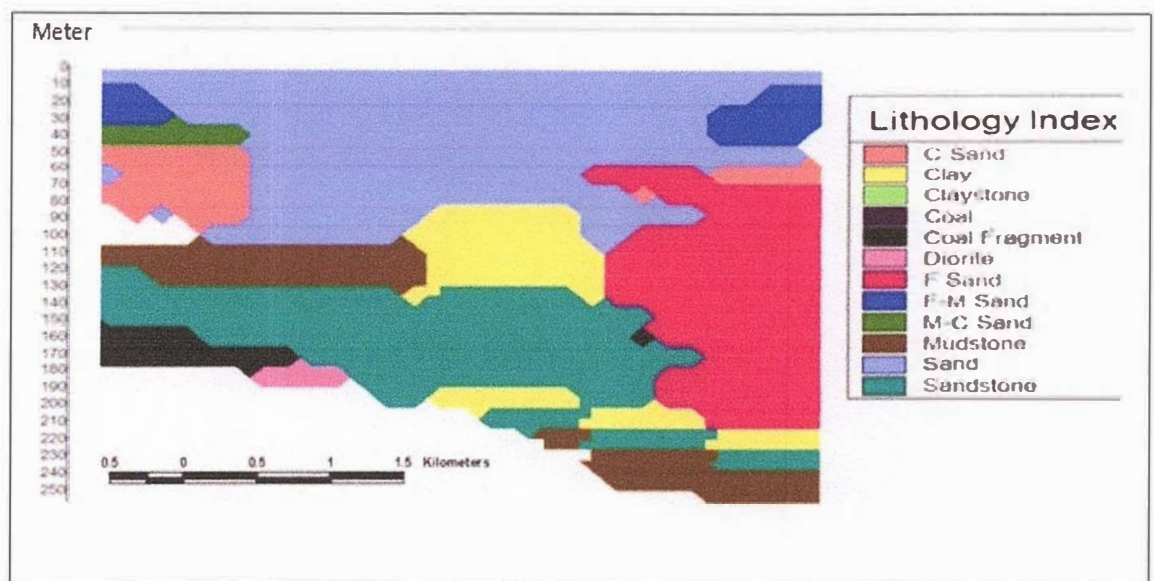 Meter
0
10
20
30
40
50
60
70
80
90
100
110
120
130
140
150
160
170
180
190
200
210
220
230
240
250
Lithology Index
C Sand
Clay
Claystone
Coal
Coal Fragment
Diorite
F Sand
F-M Sand
M-C Sand
Mudstone
Sand
Sandstone
0.5 0 0.5 1 1.5 Kilometers